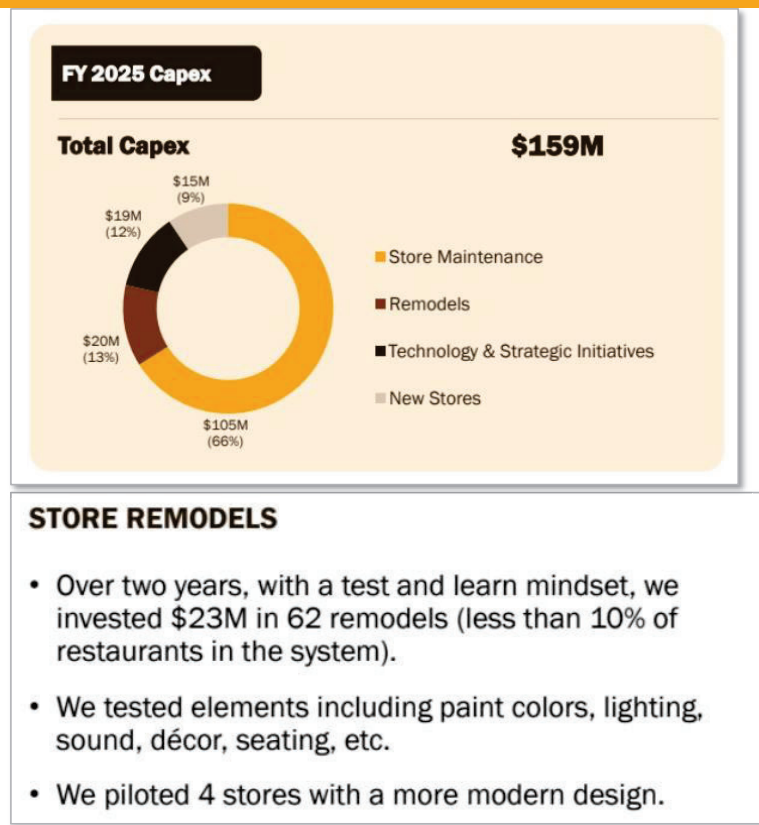 FY 2025 Capex
Total Capex
$159M
$15M
(9%)
$19M
(12%)
$20M
(13%)
$105M
(66%)
Store Maintenance
Remodels
Technology & Strategic Initiatives
New Stores
STORE REMODELS
• Over two years, with a test and learn mindset, we
invested $23M in 62 remodels (less than 10% of
restaurants in the system).
• We tested elements including paint colors, lighting,
sound, décor, seating, etc.
• We piloted 4 stores with a more modern design.